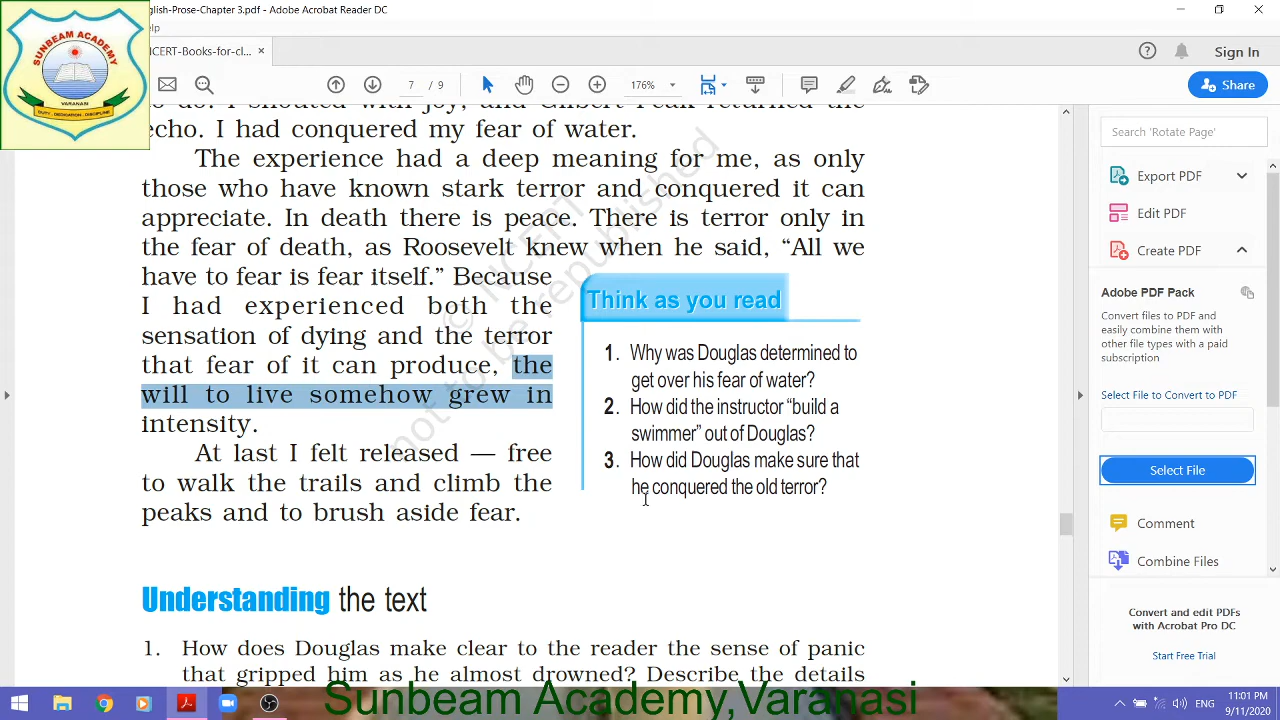 nglish-Prose-Chapter 3.pdf - Adobe Acrobat Reader DC
elp
NCERT-Books-for-cl... ×
Sign In
7 / 9
176%
Share
SUNBEAM ACADEMY
VARANASI
DUTY . DEDICATION . DISCIPLINE
echo. I had conquered my fear of water.
The experience had a deep meaning for me, as only
those who have known stark terror and conquered it can
appreciate. In death there is peace. There is terror only in
the fear of death, as Roosevelt knew when he said, “All we
have to fear is fear itself.” Because
I had experienced both the
sensation of dying and the terror
that fear of it can produce, the
will to live somehow grew in
intensity.
At last I felt released — free
to walk the trails and climb the
peaks and to brush aside fear.
Think as you read
1. Why was Douglas determined to
get over his fear of water?
2. How did the instructor “build a
swimmer” out of Douglas?
3. How did Douglas make sure that
he conquered the old terror?
© NCERT
not to be republished
Understanding the text
1. How does Douglas make clear to the reader the sense of panic
that gripped him as he almost drowned? Describe the details
Search 'Rotate Page'
Export PDF
Edit PDF
Create PDF
Adobe PDF Pack
Convert files to PDF and
easily combine them with
other file types with a paid
subscription
Select File to Convert to PDF
Select File
Comment
Combine Files
Convert and edit PDFs
with Acrobat Pro DC
Start Free Trial
Sunbeam Academy,Varanasi
ENG
11:01 PM
9/11/2020